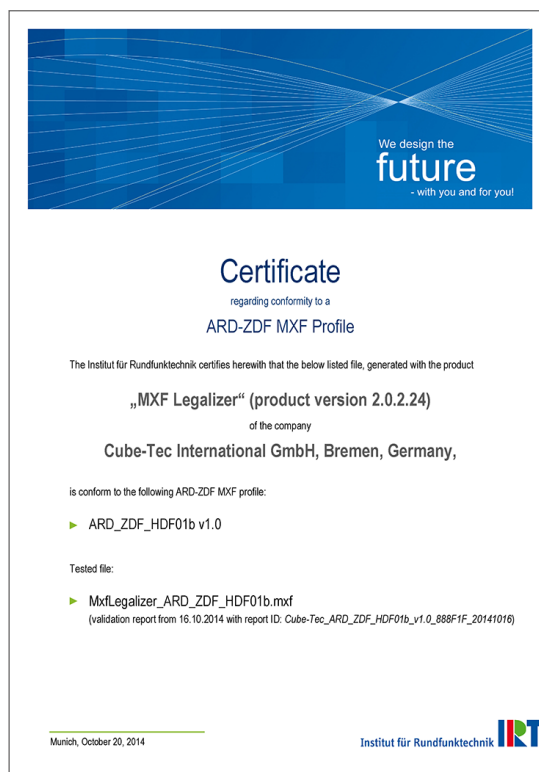 We design the
future
- with you and for you!
Certificate
regarding conformity to a
ARD-ZDF MXF Profile
The Institut für Rundfunktechnik certifies herewith that the below listed file, generated with the product
„MXF Legalizer“ (product version 2.0.2.24)
of the company
Cube-Tec International GmbH, Bremen, Germany,
is conform to the following ARD-ZDF MXF profile:
► ARD_ZDF_HDF01b v1.0
Tested file:
► MxfLegalizer_ARD_ZDF_HDF01b.mxf
(validation report from 16.10.2014 with report ID: Cube-Tec_ARD_ZDF_HDF01b_v1.0_888F1F_20141016)
Munich, October 20, 2014
Institut für Rundfunktechnik IRT